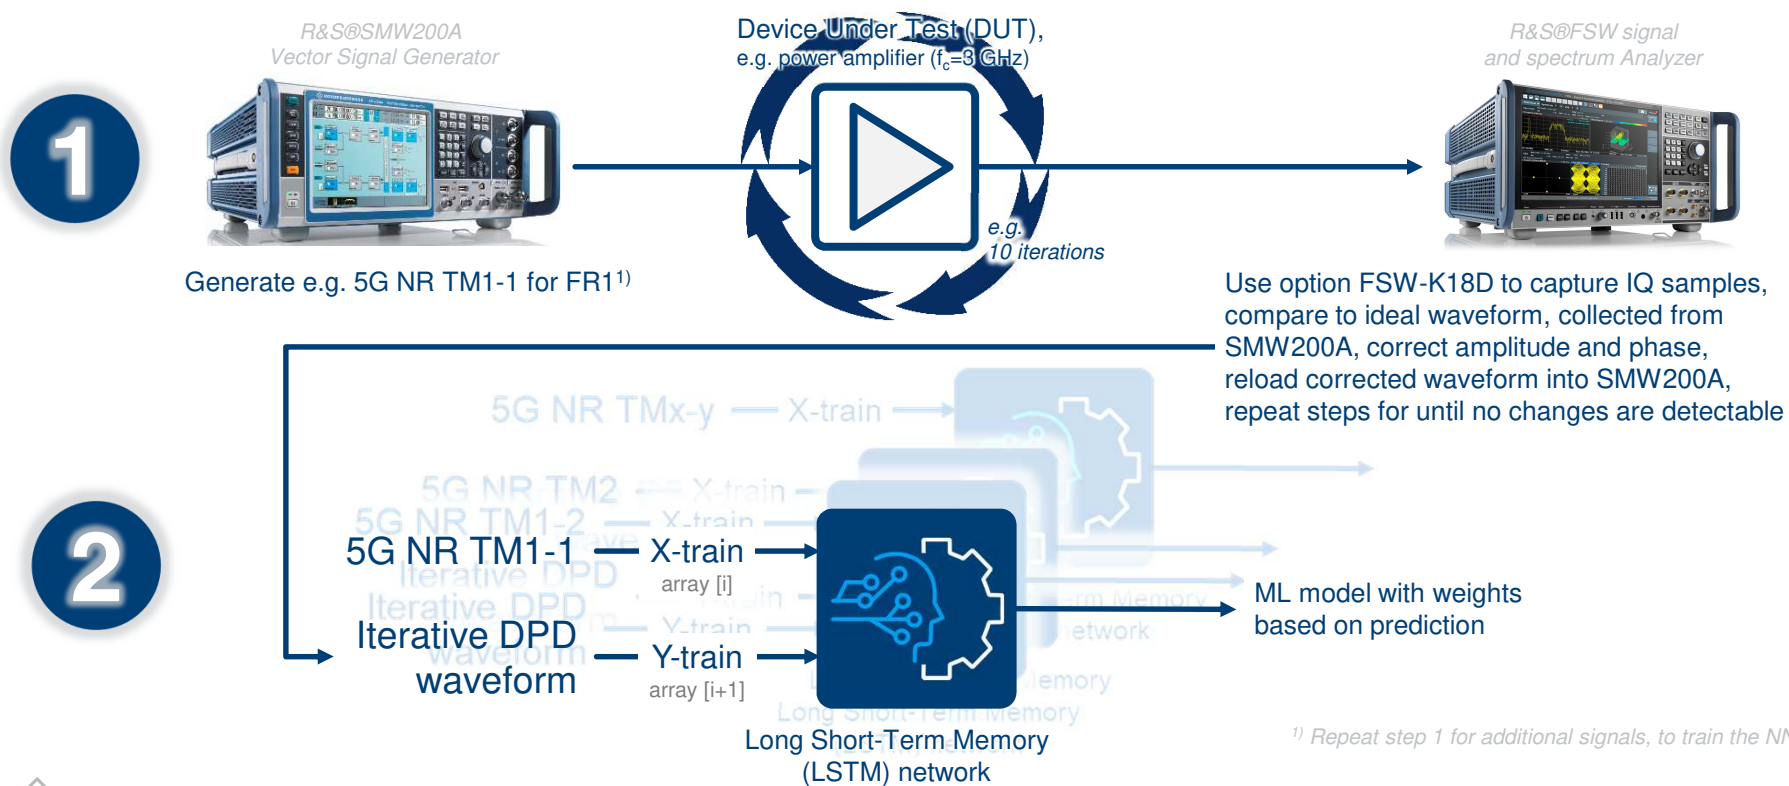 R&S®SMW200A
Vector Signal Generator
Device Under Test (DUT),
e.g. power amplifier (fc=3 GHz)
R&S®FSW signal
and spectrum Analyzer
1
e.g.
10 iterations
Generate e.g. 5G NR TM1-1 for FR1¹⁾
Use option FSW-K18D to capture IQ samples,
compare to ideal waveform, collected from
SMW200A, correct amplitude and phase,
reload corrected waveform into SMW200A,
repeat steps for until no changes are detectable
5G NR TMx-y
X-train
5G NR TM2
X-train
5G NR TM1-2
X-train
2
5G NR TM1-1
X-train
array [i]
Iterative DPD
Iterative DPD
Iterative DPD
waveform
Y-train
Y-train
array [i+1]
ML model with weights
based on prediction
Long Short-Term Memory
Long Short-Term Memory
(LSTM) network
¹⁾ Repeat step 1 for additional signals, to train the NN